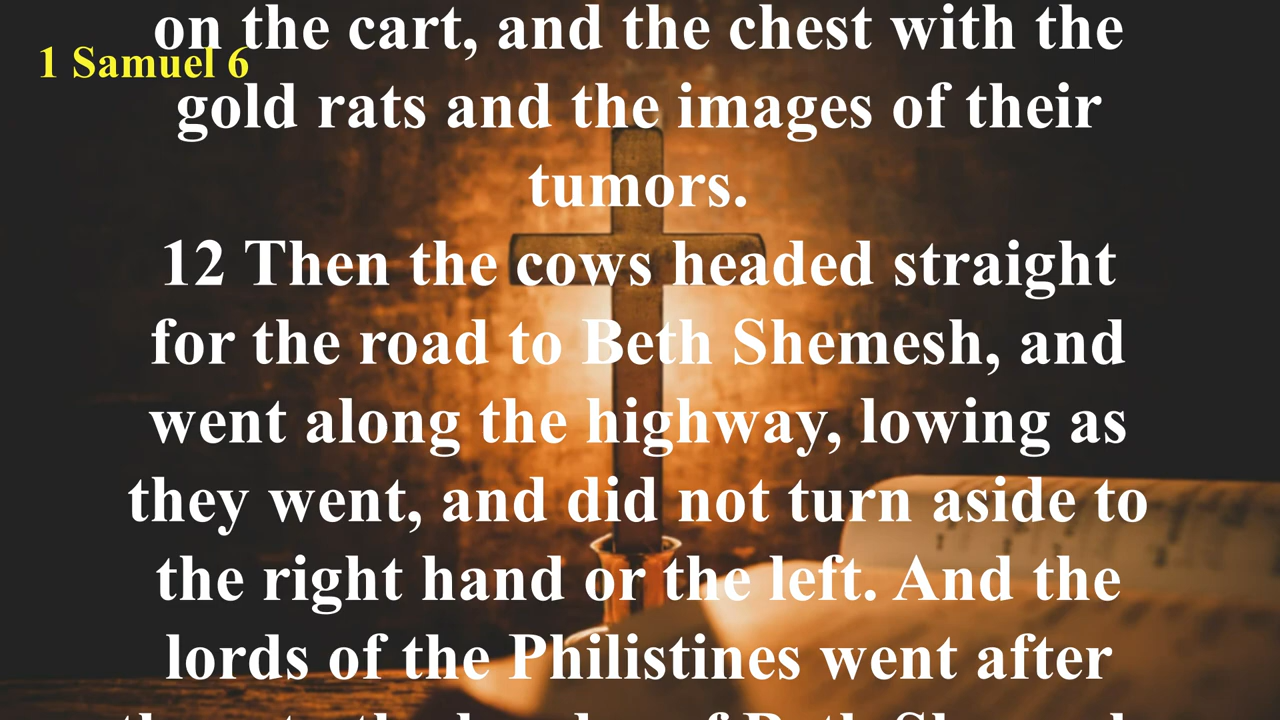 on the cart, and the chest with the
1 Samuel 6
gold rats and the images of their
tumors.
12 Then the cows headed straight
for the road to Beth Shemesh, and
went along the highway, lowing as
they went, and did not turn aside to
the right hand or the left. And the
lords of the Philistines went after